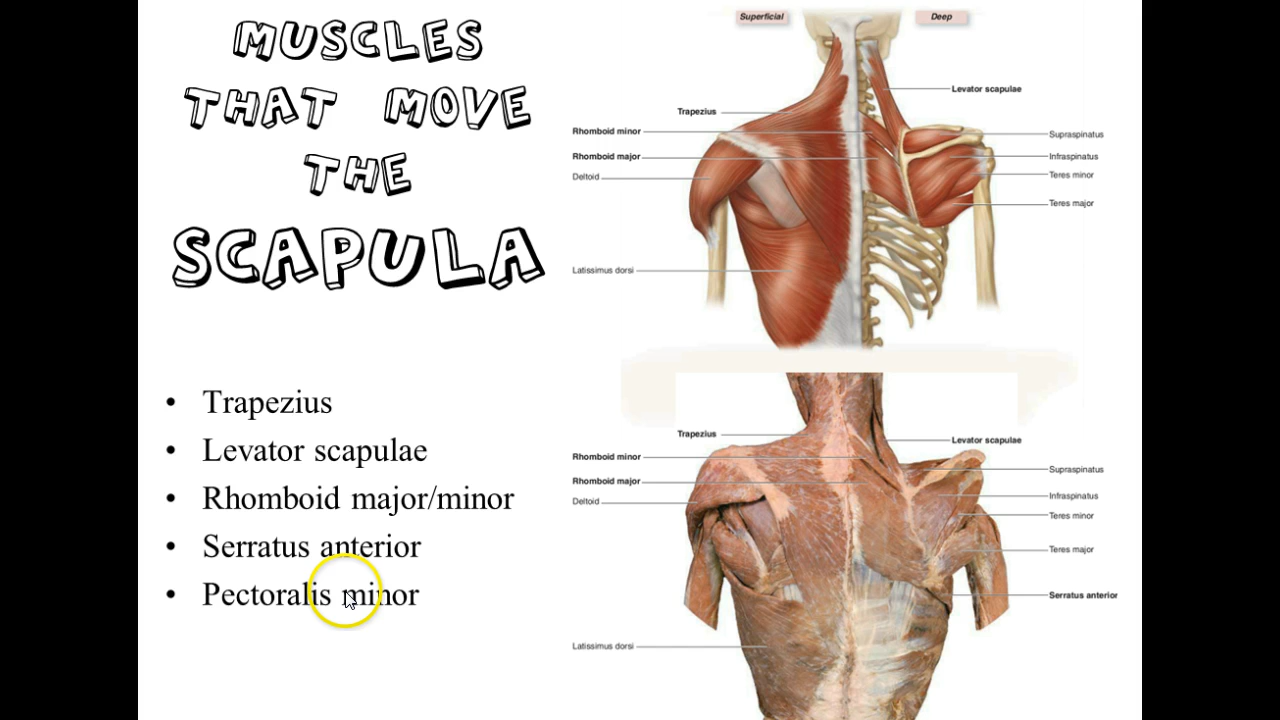 MUSCLES
THAT MOVE
THE
SCAPULA
• Trapezius
• Levator scapulae
• Rhomboid major/minor
• Serratus anterior
• Pectoralis minor
Superficial
Deep
Levator scapulae
Trapezius
Rhomboid minor
Supraspinatus
Rhomboid major
Infraspinatus
Deltoid
Teres minor
Teres major
Latissimus dorsi
Trapezius
Levator scapulae
Rhomboid minor
Supraspinatus
Rhomboid major
Infraspinatus
Deltoid
Teres minor
Teres major
Serratus anterior
Latissimus dorsi